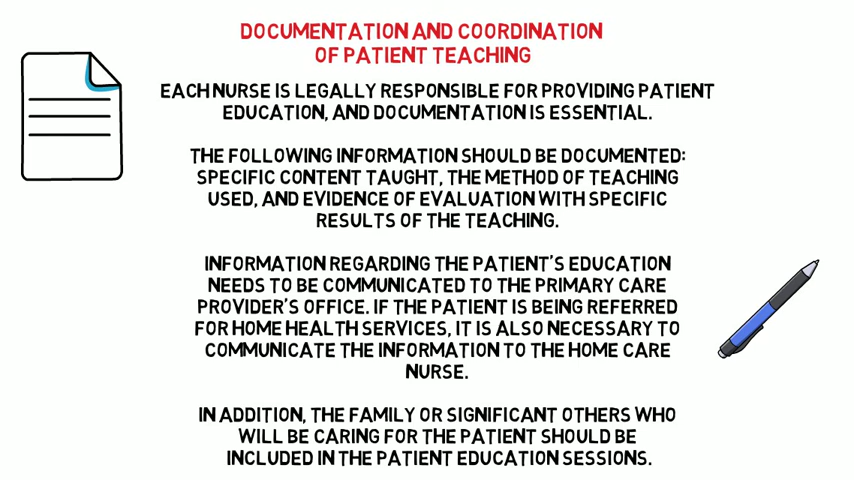 DOCUMENTATION AND COORDINATION
OF PATIENT TEACHING
EACH NURSE IS LEGALLY RESPONSIBLE FOR PROVIDING PATIENT
EDUCATION, AND DOCUMENTATION IS ESSENTIAL.
THE FOLLOWING INFORMATION SHOULD BE DOCUMENTED:
SPECIFIC CONTENT TAUGHT, THE METHOD OF TEACHING
USED, AND EVIDENCE OF EVALUATION WITH SPECIFIC
RESULTS OF THE TEACHING.
INFORMATION REGARDING THE PATIENT'S EDUCATION
NEEDS TO BE COMMUNICATED TO THE PRIMARY CARE
PROVIDER'S OFFICE. IF THE PATIENT IS BEING REFERRED
FOR HOME HEALTH SERVICES, IT IS ALSO NECESSARY TO
COMMUNICATE THE INFORMATION TO THE HOME CARE
NURSE.
IN ADDITION, THE FAMILY OR SIGNIFICANT OTHERS WHO
WILL BE CARING FOR THE PATIENT SHOULD BE
INCLUDED IN THE PATIENT EDUCATION SESSIONS.